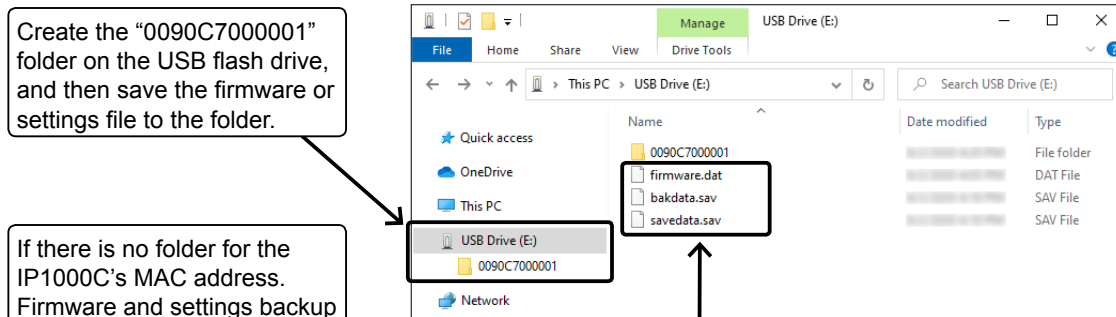 Create the “0090C7000001”
folder on the USB flash drive,
and then save the firmware or
settings file to the folder.
If there is no folder for the
IP1000C’s MAC address.
Firmware and settings backup
Manage
USB Drive (E:)
File
Home
Share
View
Drive Tools
This PC
USB Drive (E:)
Search USB Drive (E:)
Quick access
OneDrive
This PC
USB Drive (E:)
0090C7000001
Network
Name
Date modified
Type
0090C7000001
File folder
firmware.dat
DAT File
bakdata.sav
SAV File
savedata.sav
SAV File